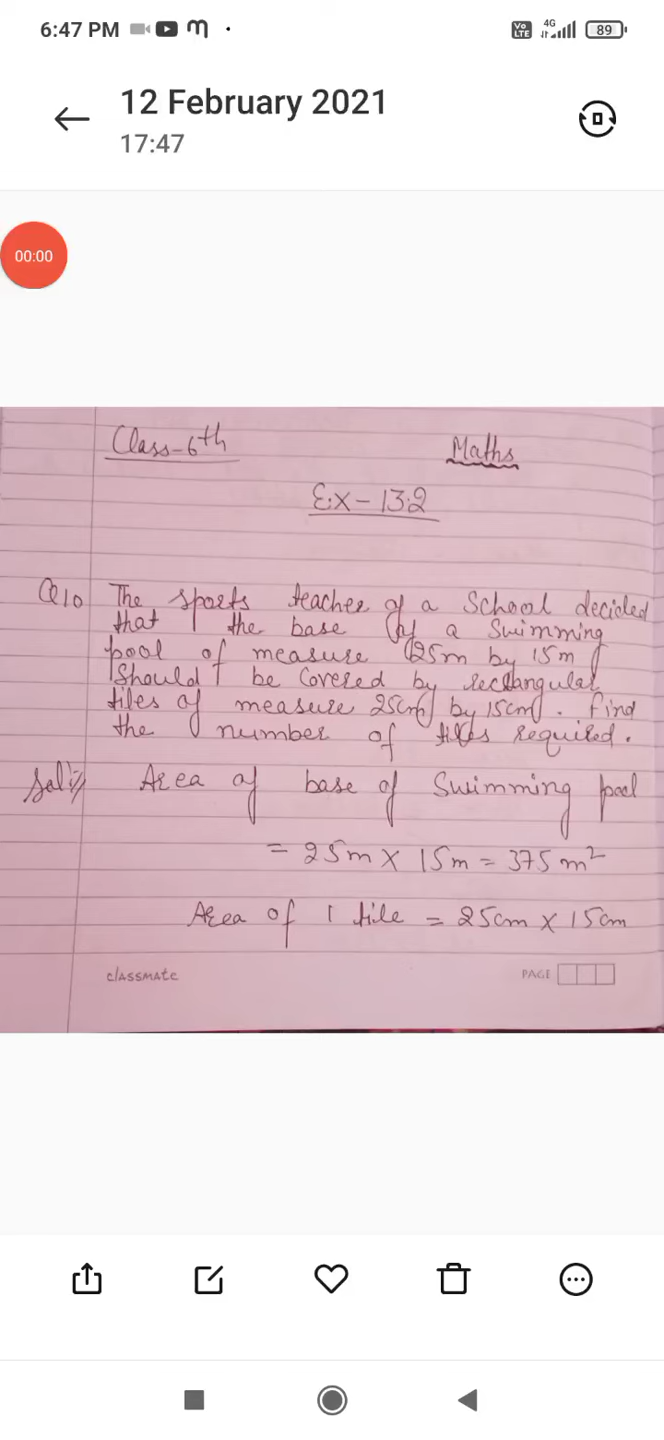 6:47 PM
4G
Vo LTE
89
12 February 2021
17:47
00:00
Class-6th Maths
Ex-13.2
Q10 The sports teacher of a School decided
that the base of a Swimming
pool of measure 25m by 15m
Should be covered by rectangular
tiles of measure 25cm by 15cm. Find
the number of tiles required.
Sol:- Area of base of Swimming pool
= 25m × 15m = 375 m²
Area of 1 tile = 25cm × 15cm
classmate PAGE